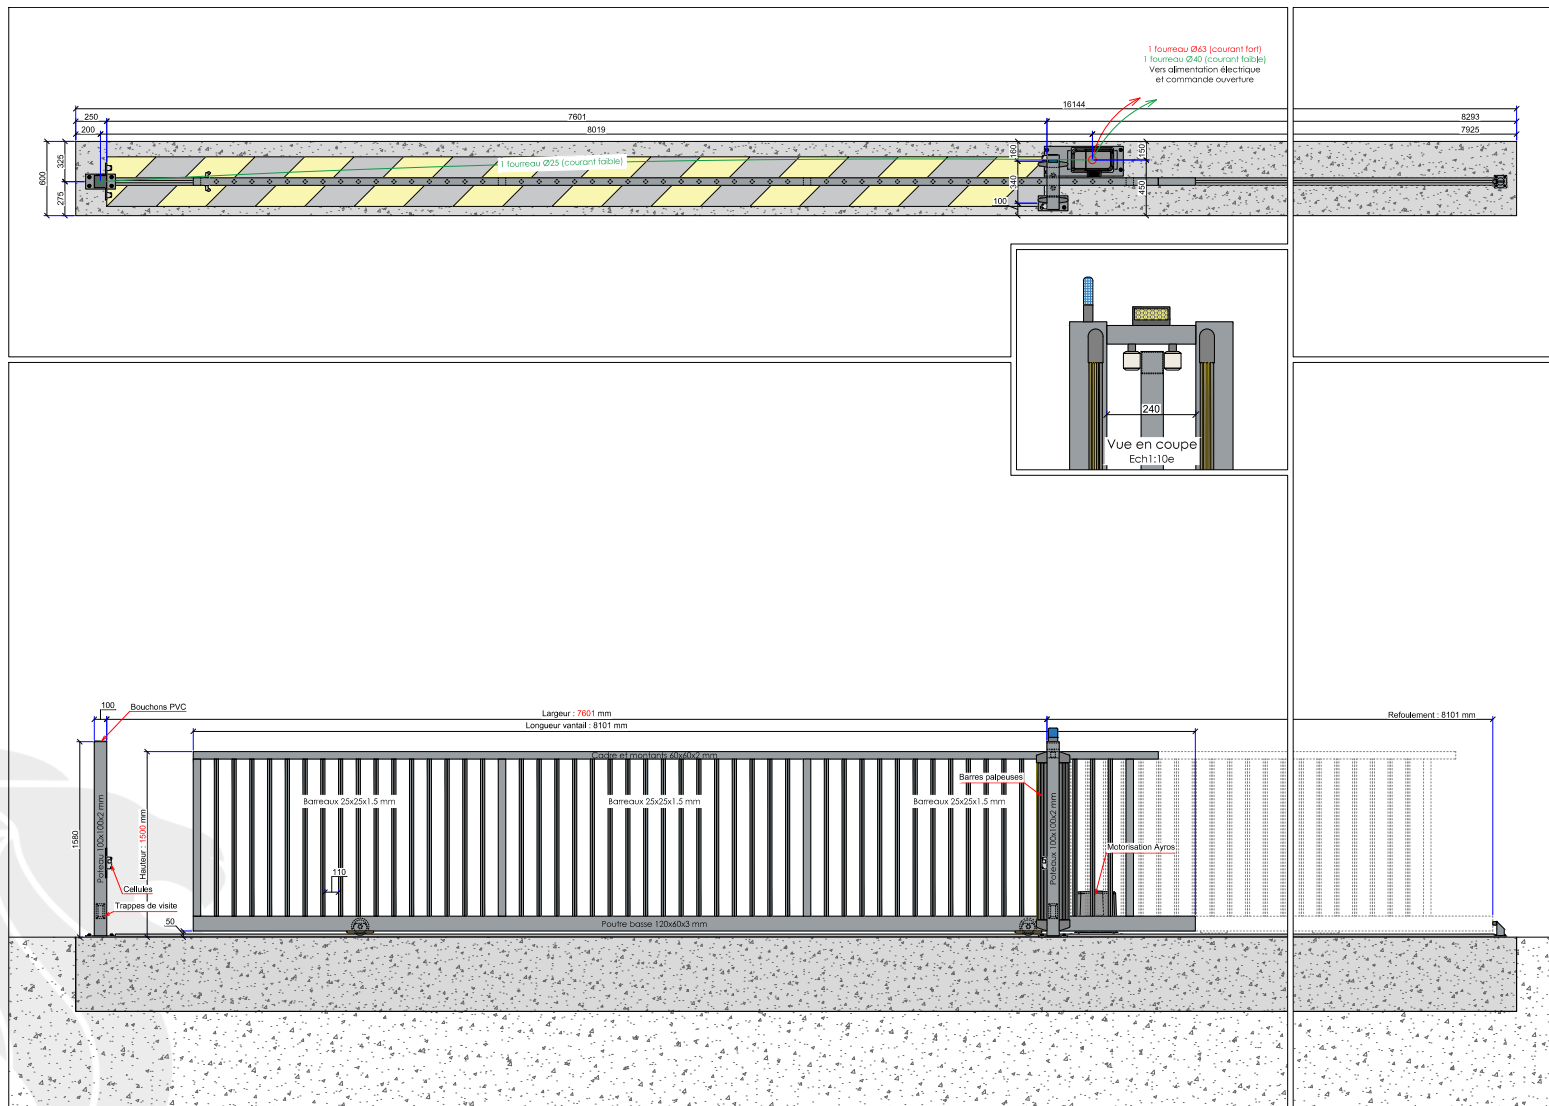 1 fourreau Ø63 (courant fort)
1 fourreau Ø40 (courant faible)
Vers alimentation électrique
et commande ouverture
16144
250
7601
8293
200
8019
7925
600
325
275
1 fourreau Ø25 (courant faible)
160
340
100
150
450
240
Vue en coupe
Ech1:10e
100
Bouchons PVC
Largeur : 7601 mm
Longueur vantail : 8101 mm
Refoulement : 8101 mm
Cadre et montants 60x60x2 mm
Barres palpeuses
Barreaux 25x25x1.5 mm
Barreaux 25x25x1.5 mm
Barreaux 25x25x1.5 mm
1580
Poteau 100x100x2 mm
Hauteur : 1500 mm
Poteaux 100x100x2 mm
Motorisation Ayros
110
Cellules
Trappes de visite
50
Poutre basse 120x60x3 mm